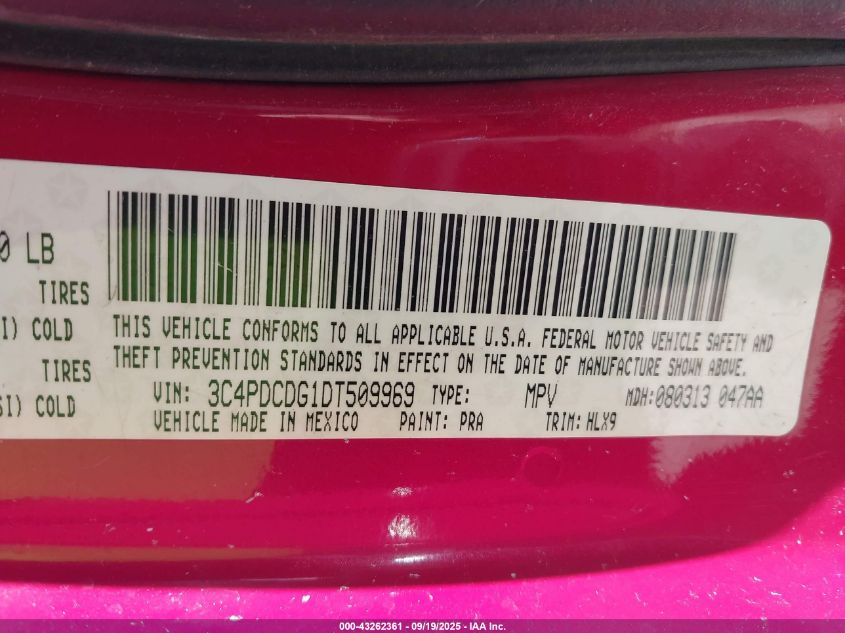 0 LB
TIRES
I) COLD
TIRES
SI) COLD
THIS VEHICLE CONFORMS TO ALL APPLICABLE U.S.A. FEDERAL MOTOR VEHICLE SAFETY AND
THEFT PREVENTION STANDARDS IN EFFECT ON THE DATE OF MANUFACTURE SHOWN ABOVE.
VIN: 3C4PDCDG1DT509969 TYPE: MPV MDH:080313 047AA
VEHICLE MADE IN MEXICO PAINT: PRA TRIM: HLX9
000-43262361 - 09/19/2025 - IAA Inc.